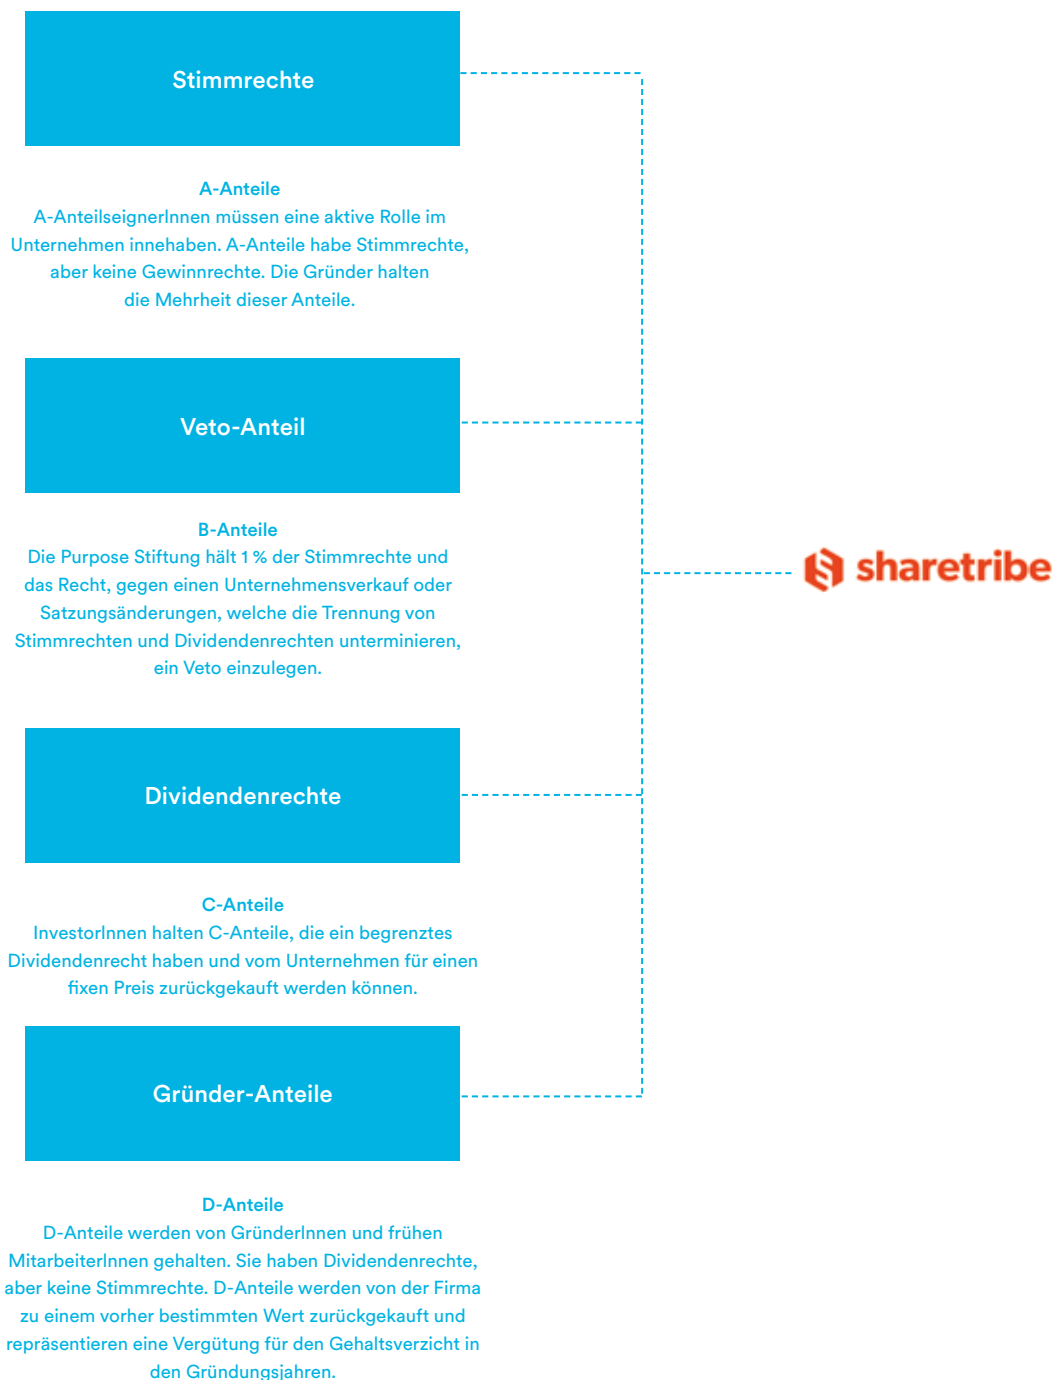 Stimmrechte
A-Anteile
A-AnteilseignerInnen müssen eine aktive Rolle im
Unternehmen innehaben. A-Anteile habe Stimmrechte,
aber keine Gewinnrechte. Die Gründer halten
die Mehrheit dieser Anteile.
Veto-Anteil
B-Anteile
Die Purpose Stiftung hält 1 % der Stimmrechte und
das Recht, gegen einen Unternehmensverkauf oder
Satzungsänderungen, welche die Trennung von
Stimmrechten und Dividendenrechten unterminieren,
ein Veto einzulegen.
sharetribe
Dividendenrechte
C-Anteile
InvestorInnen halten C-Anteile, die ein begrenztes
Dividendenrecht haben und vom Unternehmen für einen
fixen Preis zurückgekauft werden können.
Gründer-Anteile
D-Anteile
D-Anteile werden von GründerInnen und frühen
MitarbeiterInnen gehalten. Sie haben Dividendenrechte,
aber keine Stimmrechte. D-Anteile werden von der Firma
zu einem vorher bestimmten Wert zurückgekauft und
repräsentieren eine Vergütung für den Gehaltsverzicht in
den Gründungsjahren.